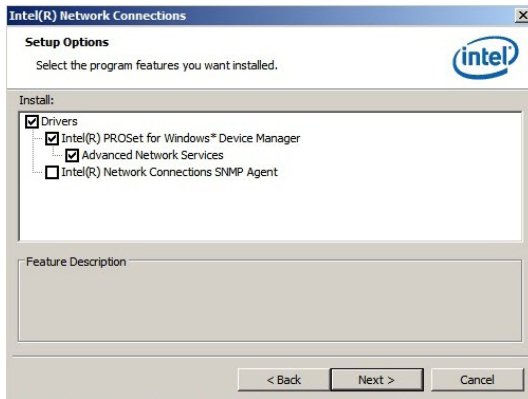 Intel(R) Network Connections
Setup Options
Select the program features you want installed.
intel
Install:
Drivers
Intel(R) PROSet for Windows* Device Manager
Advanced Network Services
Intel(R) Network Connections SNMP Agent
Feature Description
< Back
Next >
Cancel